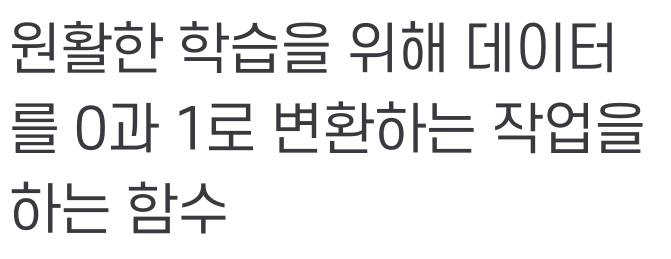 원활한 학습을 위해 데이터
를 0과 1로 변환하는 작업을
하는 함수